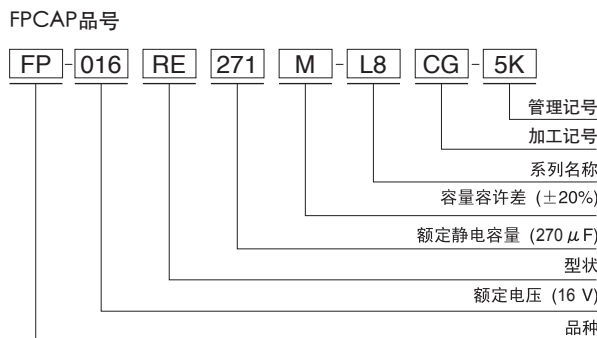 FPCAP品号
FP-016 RE 271 M-L8 CG-5K
管理记号
加工记号
系列名称
容量容许差 (±20%)
额定静电容量 (270μF)
型状
额定电压 (16 V)
品种